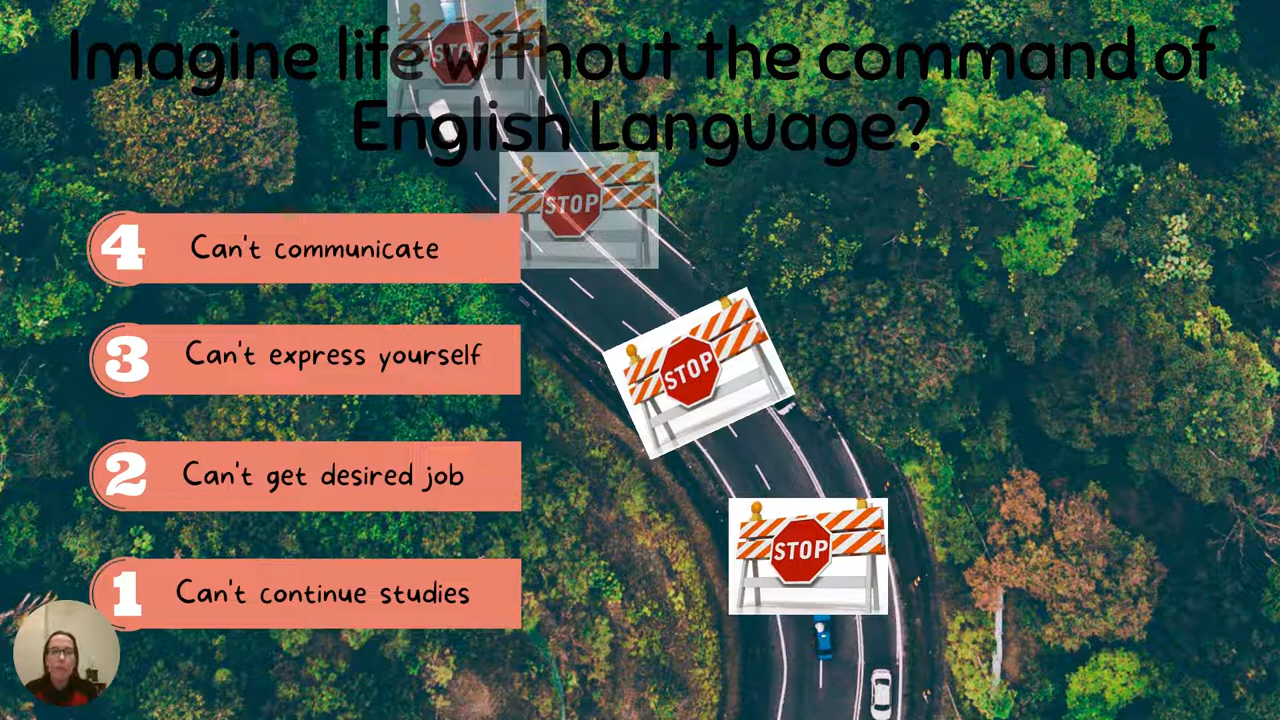 Imagine life without the command of
English Language?
STOP
STOP
4 Can't communicate
3 Can't express yourself
STOP
2 Can't get desired job
STOP
1 Can't continue studies